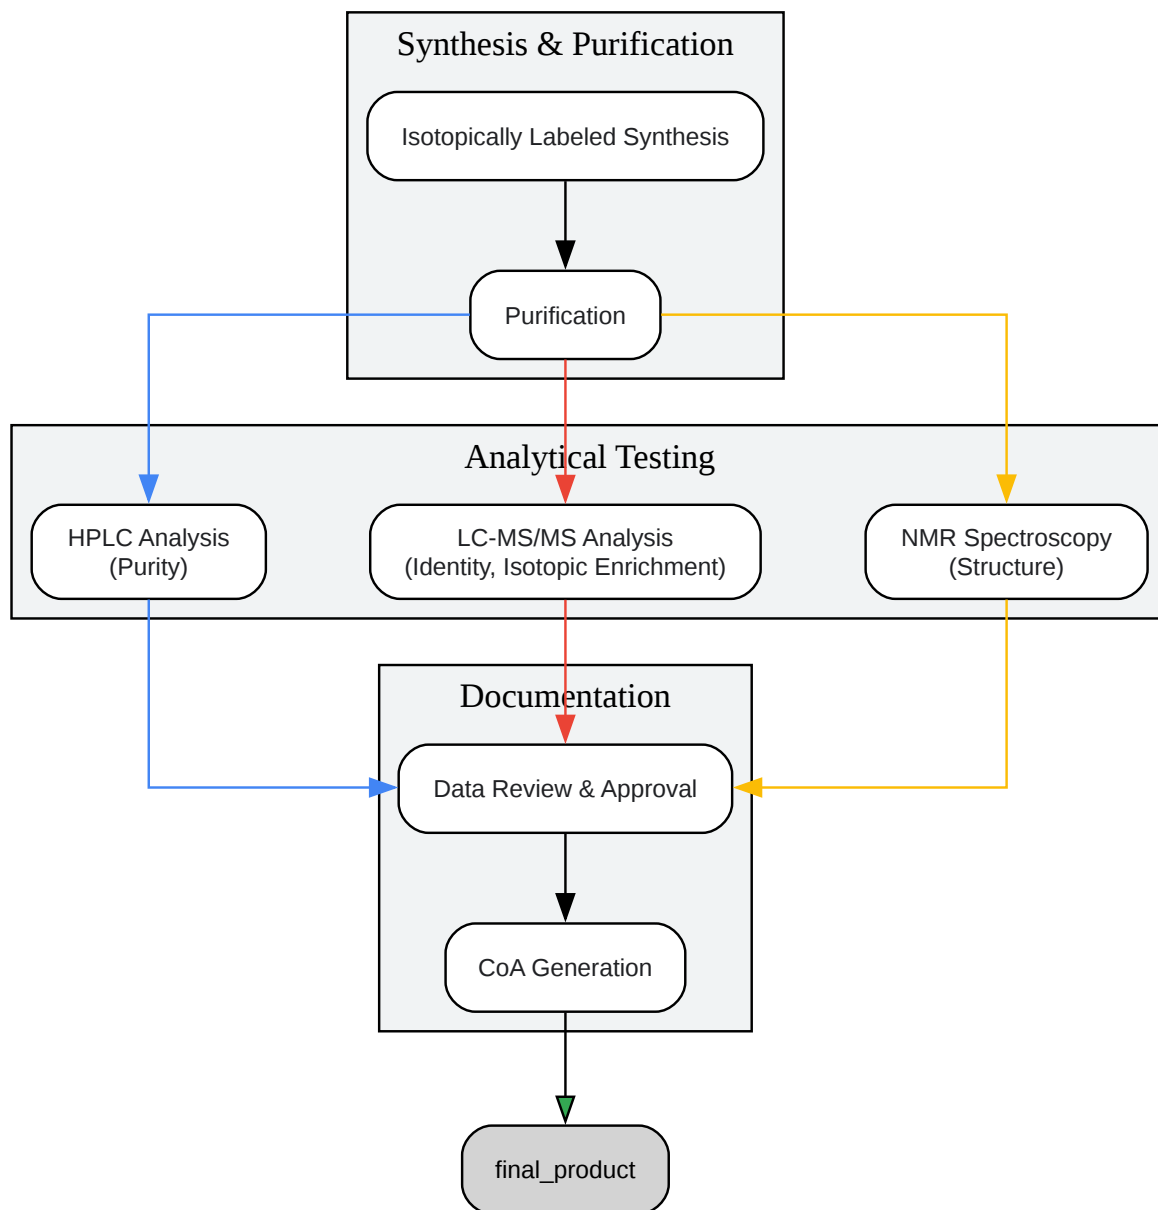 Synthesis & Purification
Isotopically Labeled Synthesis
Purification
Analytical Testing
HPLC Analysis
(Purity)
LC-MS/MS Analysis
(Identity, Isotopic Enrichment)
NMR Spectroscopy
(Structure)
Documentation
Data Review & Approval
CoA Generation
final_product